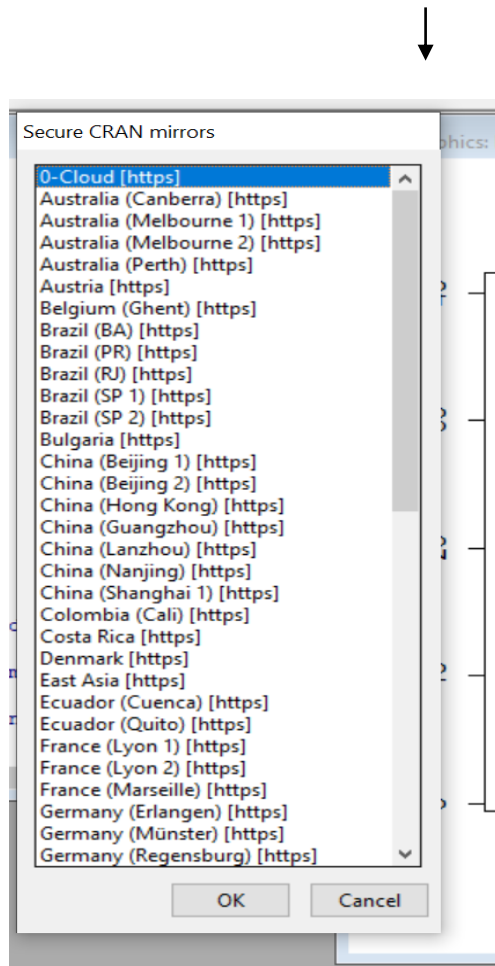 Secure CRAN mirrors
phics:
0-Cloud [https]
Australia (Canberra) [https]
Australia (Melbourne 1) [https]
Australia (Melbourne 2) [https]
Australia (Perth) [https]
Austria [https]
Belgium (Ghent) [https]
Brazil (BA) [https]
Brazil (PR) [https]
Brazil (RJ) [https]
Brazil (SP 1) [https]
Brazil (SP 2) [https]
Bulgaria [https]
China (Beijing 1) [https]
China (Beijing 2) [https]
China (Hong Kong) [https]
China (Guangzhou) [https]
China (Lanzhou) [https]
China (Nanjing) [https]
China (Shanghai 1) [https]
Colombia (Cali) [https]
Costa Rica [https]
Denmark [https]
East Asia [https]
Ecuador (Cuenca) [https]
Ecuador (Quito) [https]
France (Lyon 1) [https]
France (Lyon 2) [https]
France (Marseille) [https]
Germany (Erlangen) [https]
Germany (Münster) [https]
Germany (Regensburg) [https]
OK Cancel